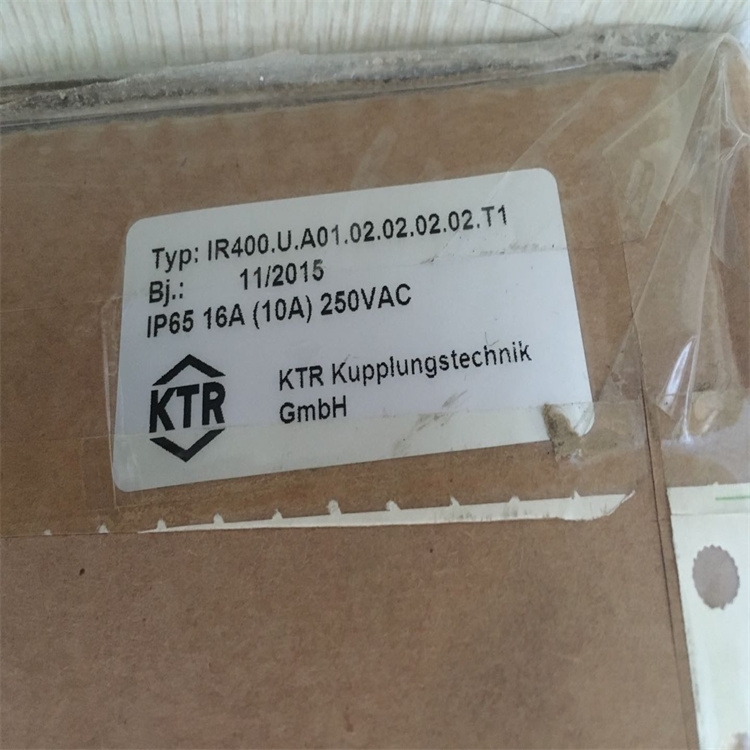 Typ: IR400.U.A01.02.02.02.02.T1
Bj.: 11/2015
IP65 16A (10A) 250VAC
KTR
KTR Kupplungstechnik
GmbH